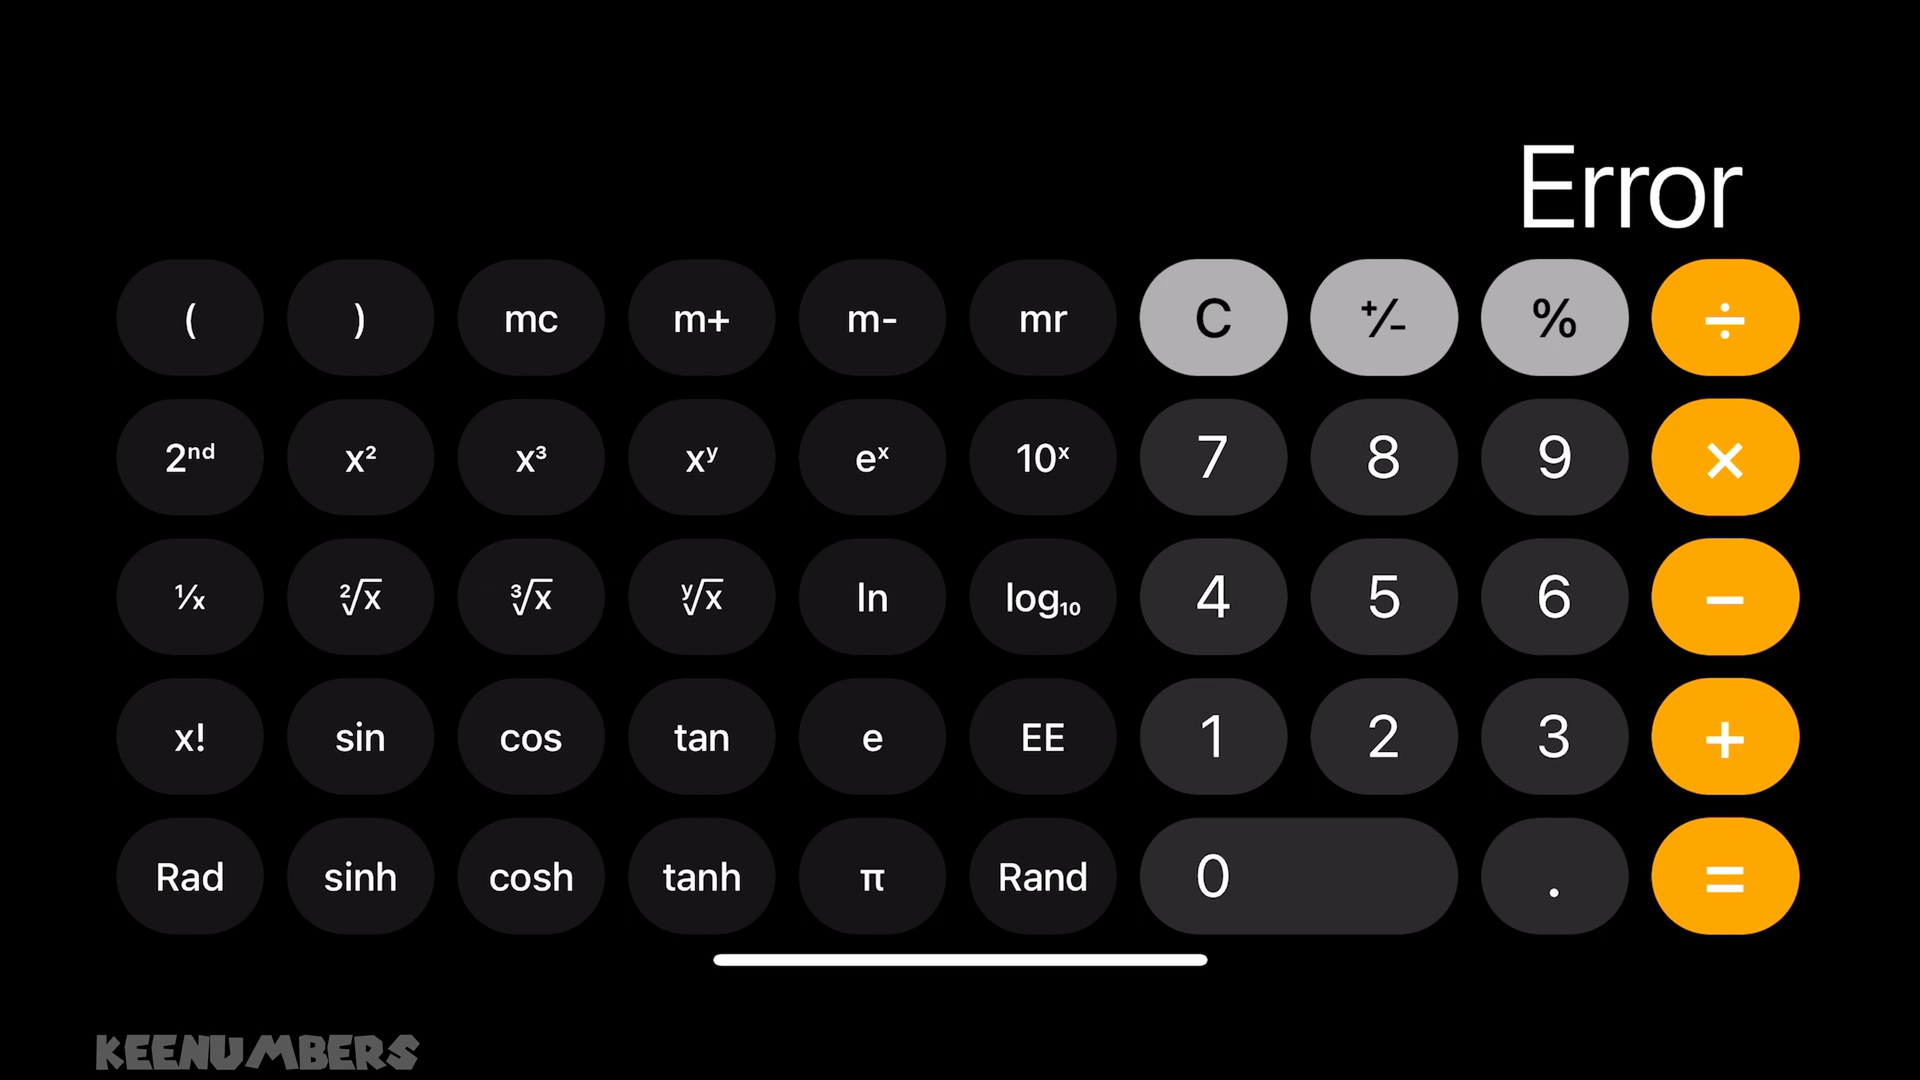 Error
( ) mc m+ m- mr C ⁺∕₋ % ÷
2ⁿᵈ x² x³ xʸ eˣ 10ˣ 7 8 9 ×
¹∕ₓ ²√x ³√x ʸ√x ln log₁₀ 4 5 6 −
x! sin cos tan e EE 1 2 3 +
Rad sinh cosh tanh π Rand 0 . =
KEENUMBERS